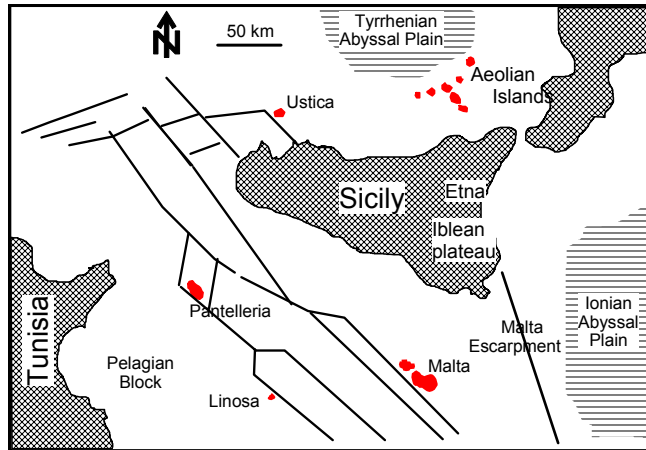 N
50 km
Tyrrhenian
Abyssal Plain
Aeolian
Islands
Ustica
Sicily
Etna
Iblean
plateau
Tunisia
Pantelleria
Pelagian
Block
Linosa
Malta
Malta
Escarpment
Ionian
Abyssal
Plain